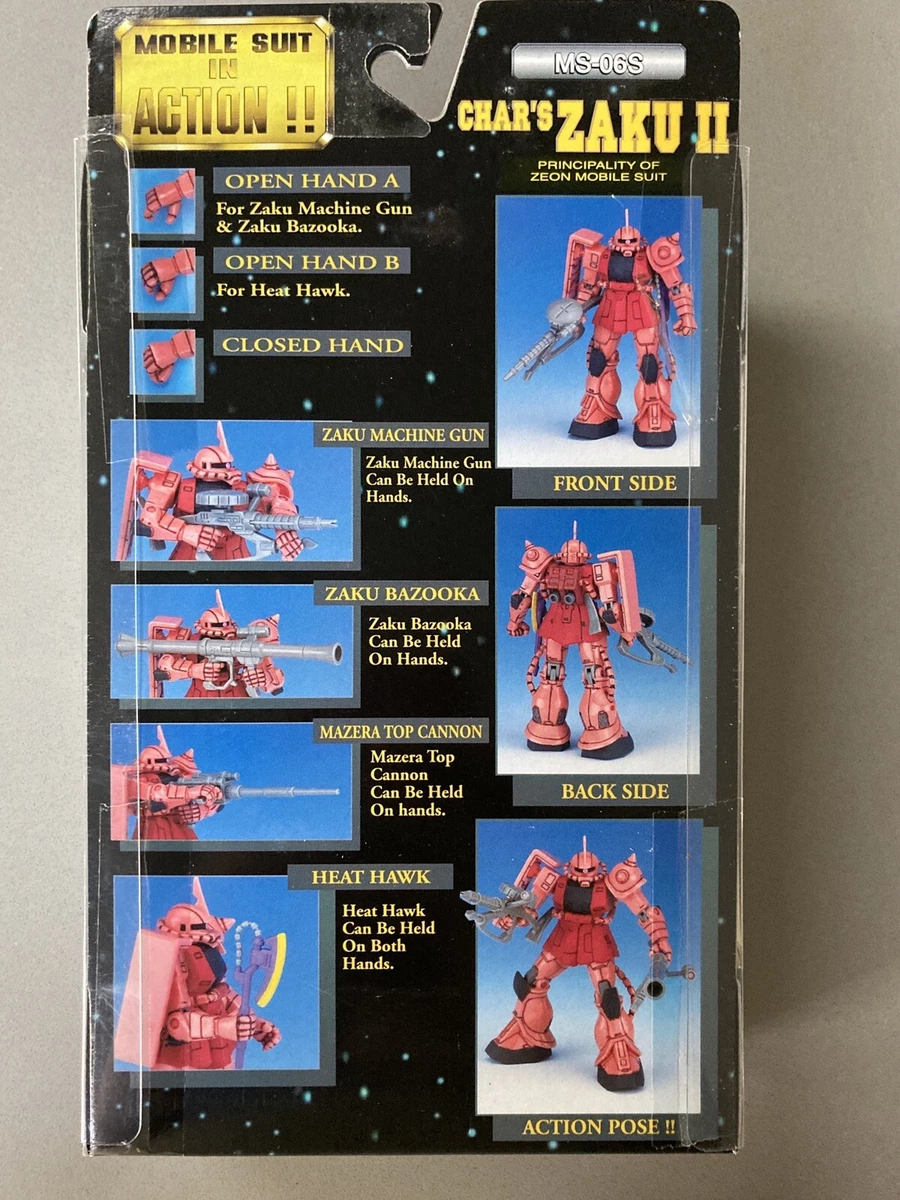 MOBILE SUIT
IN
ACTION !!
MS-06S
CHAR'S ZAKU II
PRINCIPALITY OF
ZEON MOBILE SUIT
OPEN HAND A
For Zaku Machine Gun
& Zaku Bazooka.
OPEN HAND B
For Heat Hawk.
CLOSED HAND
ZAKU MACHINE GUN
Zaku Machine Gun
Can Be Held On
Hands.
ZAKU BAZOOKA
Zaku Bazooka
Can Be Held
On Hands.
MAZERA TOP CANNON
Mazera Top
Cannon
Can Be Held
On hands.
HEAT HAWK
Heat Hawk
Can Be Held
On Both
Hands.
FRONT SIDE
BACK SIDE
ACTION POSE !!